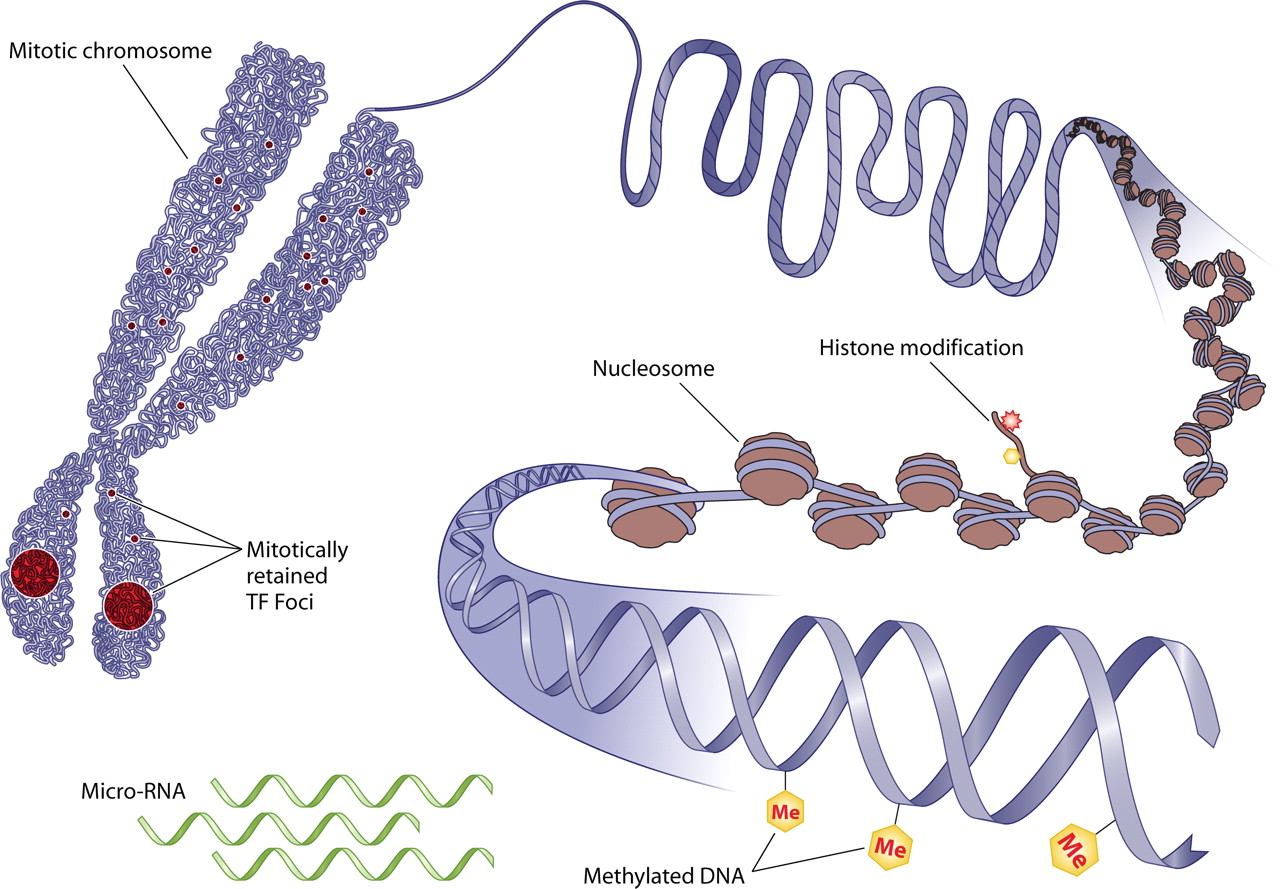 Mitotic chromosome
Histone modification
Nucleosome
Mitotically
retained
TF Foci
Micro-RNA
Me
Me
Me
Methylated DNA